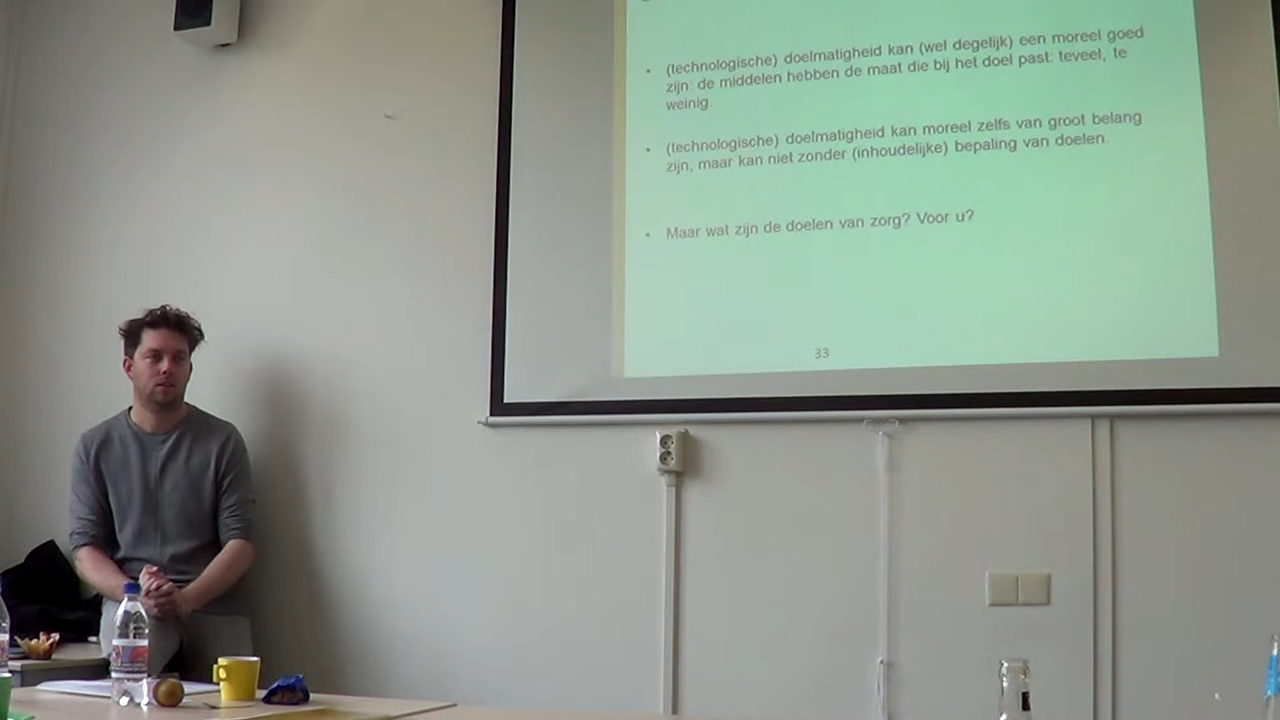 (technologische) doelmatigheid kan (wel degelijk) een moreel goed
zijn: de middelen hebben de maat die bij het doel past: teveel, te
weinig.
(technologische) doelmatigheid kan moreel zelfs van groot belang
zijn, maar kan niet zonder (inhoudelijke) bepaling van doelen.
Maar wat zijn de doelen van zorg? Voor u?
33